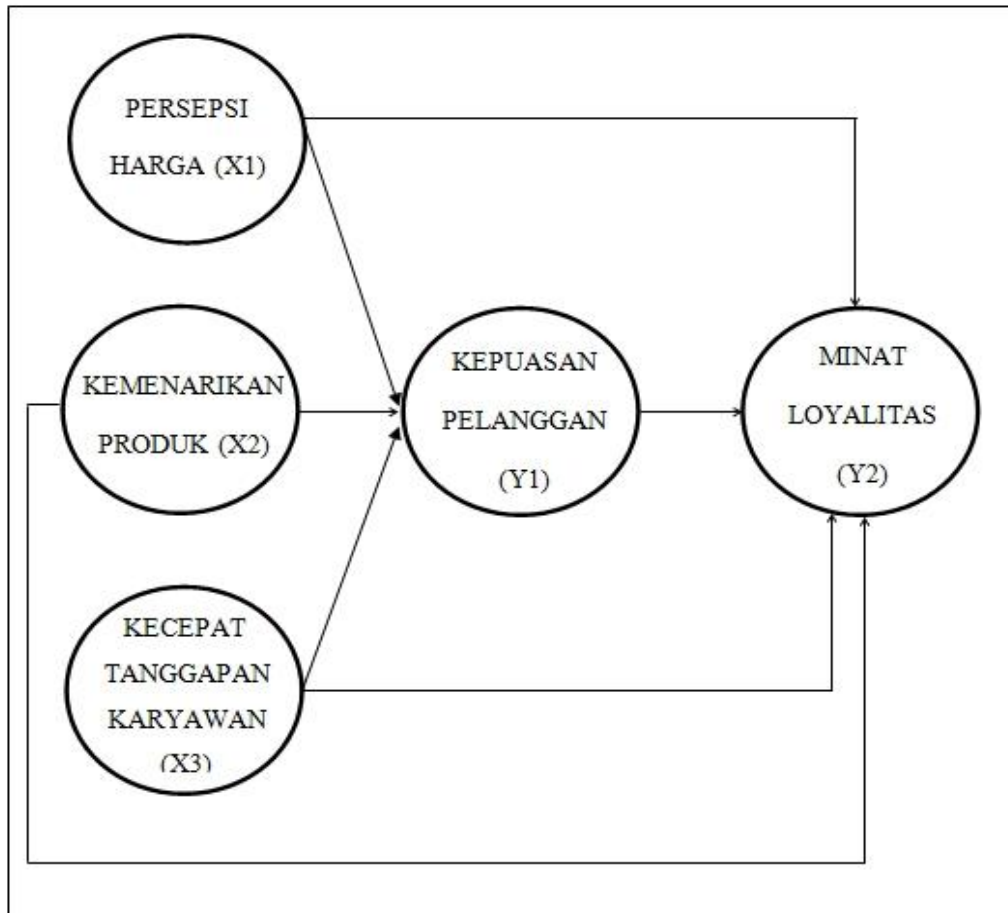 PERSEPSI
HARGA (X1)
KEMENARIKAN
PRODUK (X2)
KECEPAT
TANGGAPAN
KARYAWAN
(X3)
KEPUASAN
PELANGGAN
(Y1)
MINAT
LOYALITAS
(Y2)